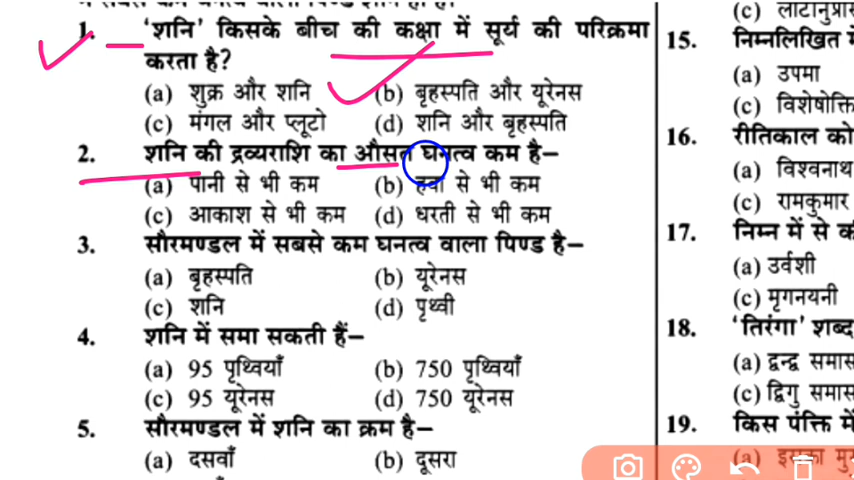 1. 'शनि' किसके बीच की कक्षा में सूर्य की परिक्रमा
करता है?
(a) शुक्र और शनि (b) बृहस्पति और यूरेनस
(c) मंगल और प्लूटो (d) शनि और बृहस्पति
2. शनि की द्रव्यराशि का औसत घनत्व कम है–
(a) पानी से भी कम (b) हवा से भी कम
(c) आकाश से भी कम (d) धरती से भी कम
3. सौरमण्डल में सबसे कम घनत्व वाला पिण्ड है–
(a) बृहस्पति (b) यूरेनस
(c) शनि (d) पृथ्वी
4. शनि में समा सकती हैं–
(a) 95 पृथ्वियाँ (b) 750 पृथ्वियाँ
(c) 95 यूरेनस (d) 750 यूरेनस
5. सौरमण्डल में शनि का क्रम है–
(a) दसवाँ (b) दूसरा
(c)
15. निम्नलिखित
(a) उपमा
(c)
16. रीतिकाल को
(a) विश्वनाथ
(c) रामकुमार
17. निम्न में से
(a) उर्वशी
(c) मृगनयनी
18. 'तिरंगा' शब्द
(a) द्वन्द्व समास
(c) द्विगु समास
19. किस पंक्ति में
(a) इसका